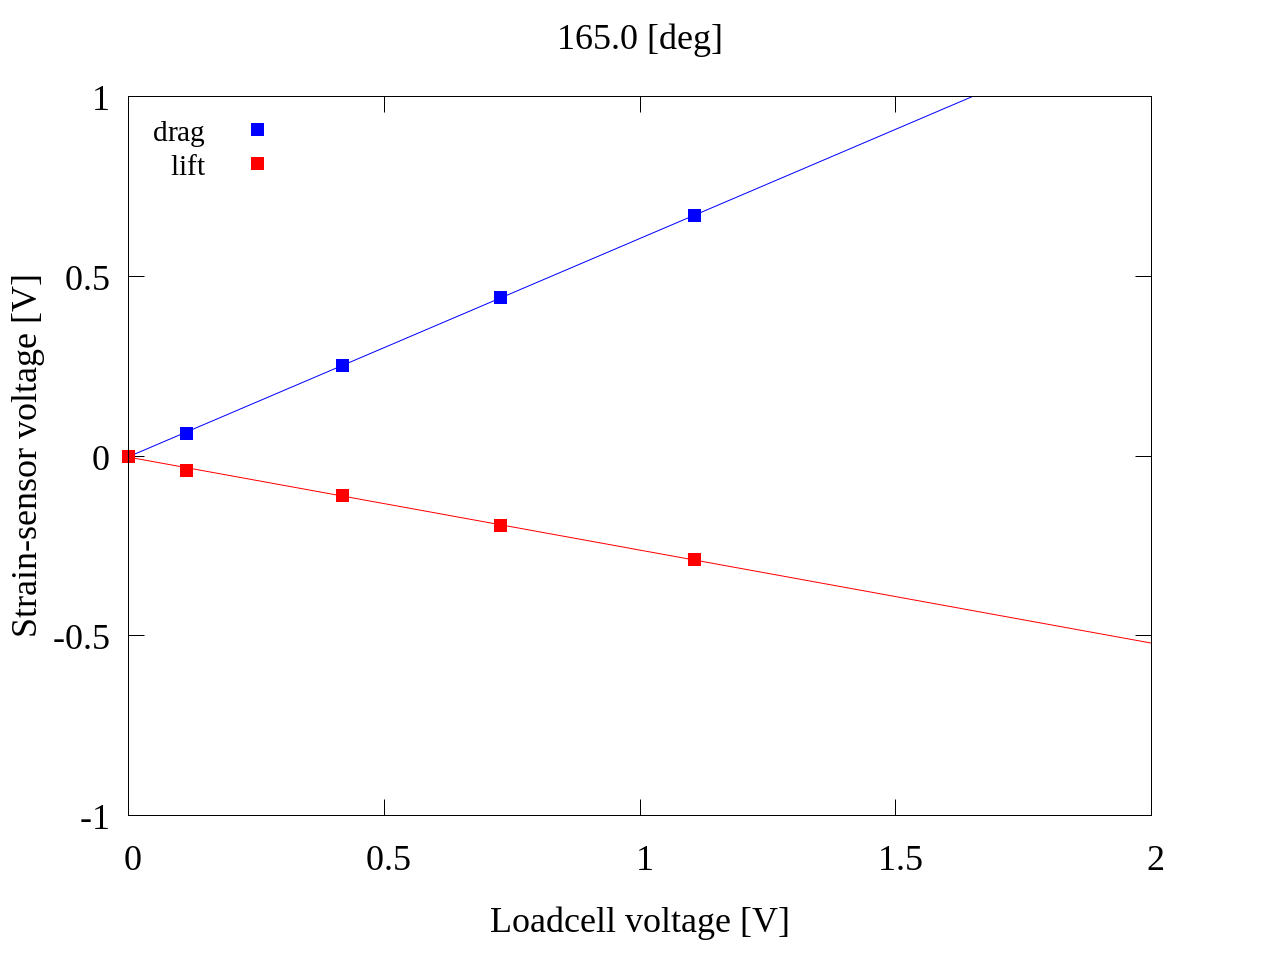 165.0 [deg]
drag
lift
1
0.5
0
-0.5
-1
Strain-sensor voltage [V]
0 0.5 1 1.5 2
Loadcell voltage [V]